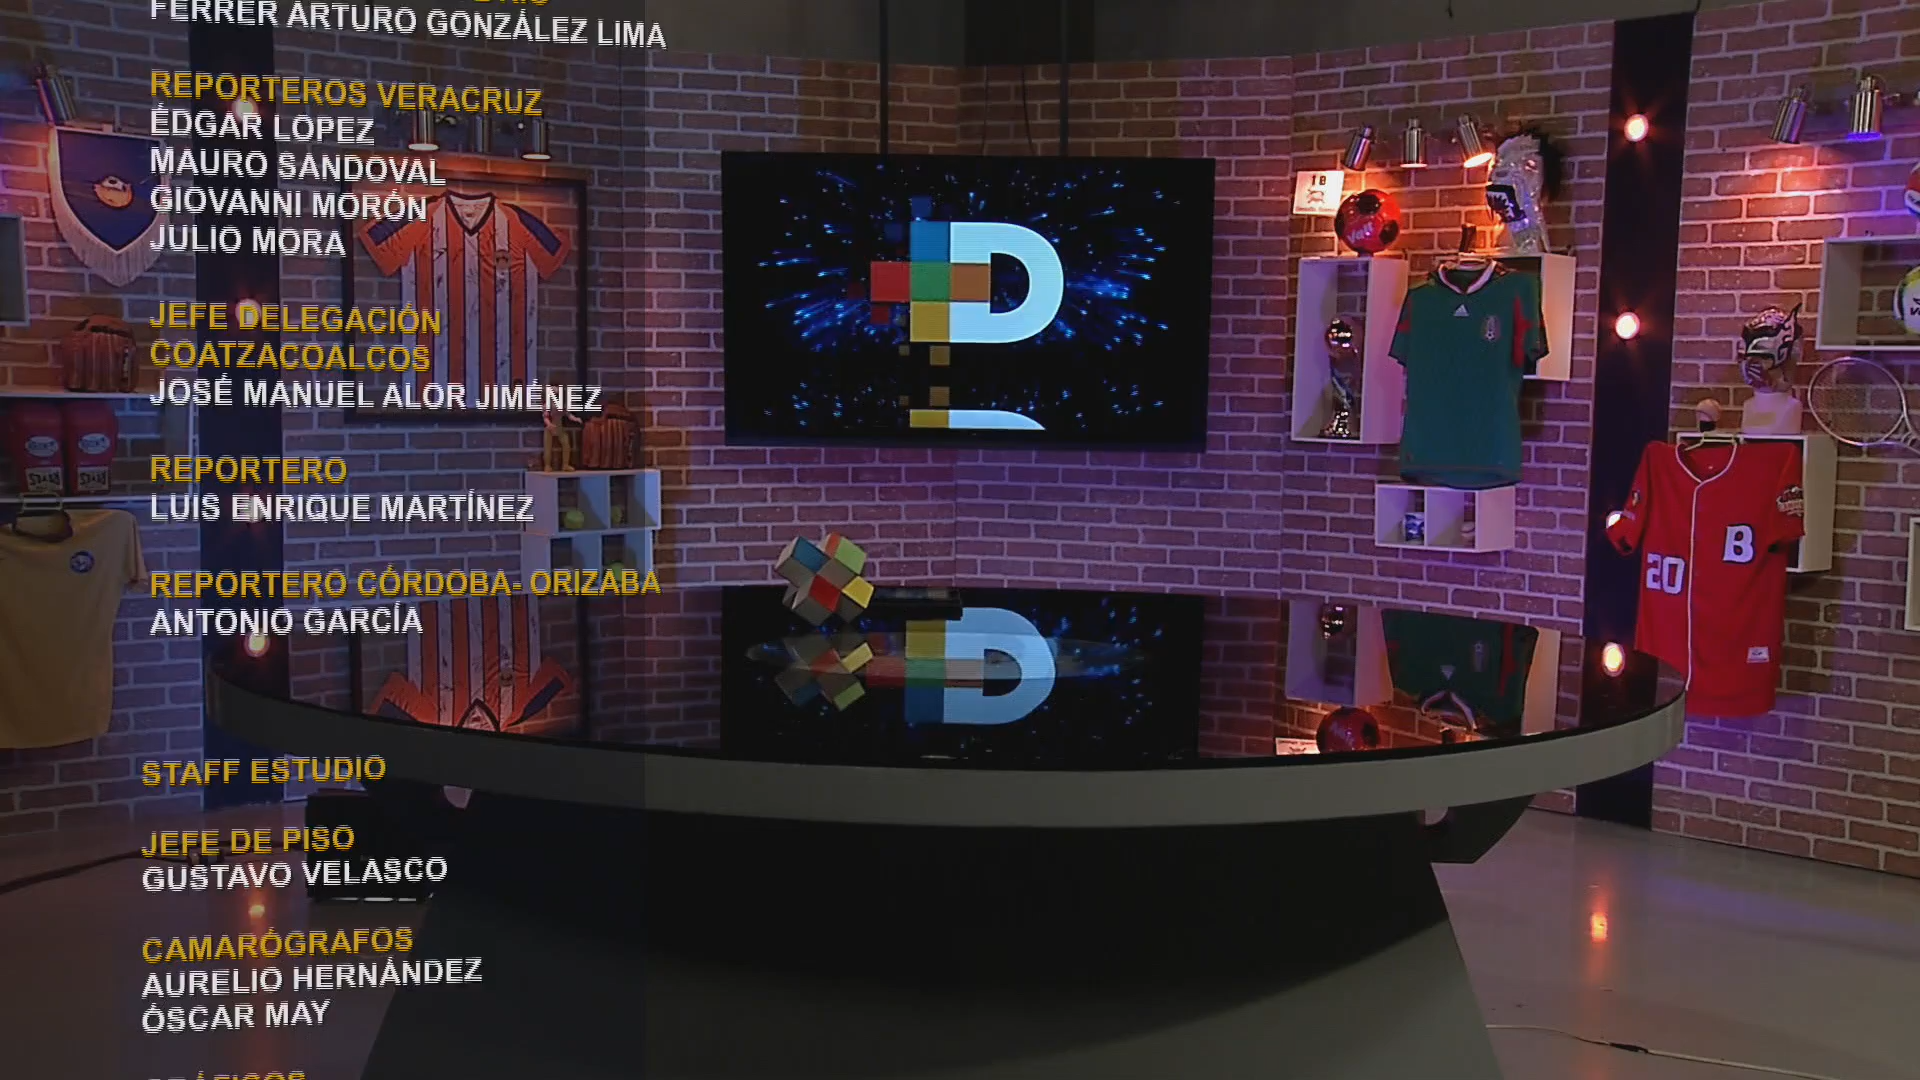 FERRER ARTURO GONZÁLEZ LIMA
REPORTEROS VERACRUZ
ÉDGAR LÓPEZ
MAURO SANDOVAL
GIOVANNI MORÓN
JULIO MORA
JEFE DELEGACIÓN
COATZACOALCOS
JOSÉ MANUEL ALOR JIMÉNEZ
REPORTERO
LUIS ENRIQUE MARTÍNEZ
REPORTERO CÓRDOBA- ORIZABA
ANTONIO GARCÍA
STAFF ESTUDIO
JEFE DE PISO
GUSTAVO VELASCO
CAMARÓGRAFOS
AURELIO HERNÁNDEZ
ÓSCAR MAY
D
D
20
B
10